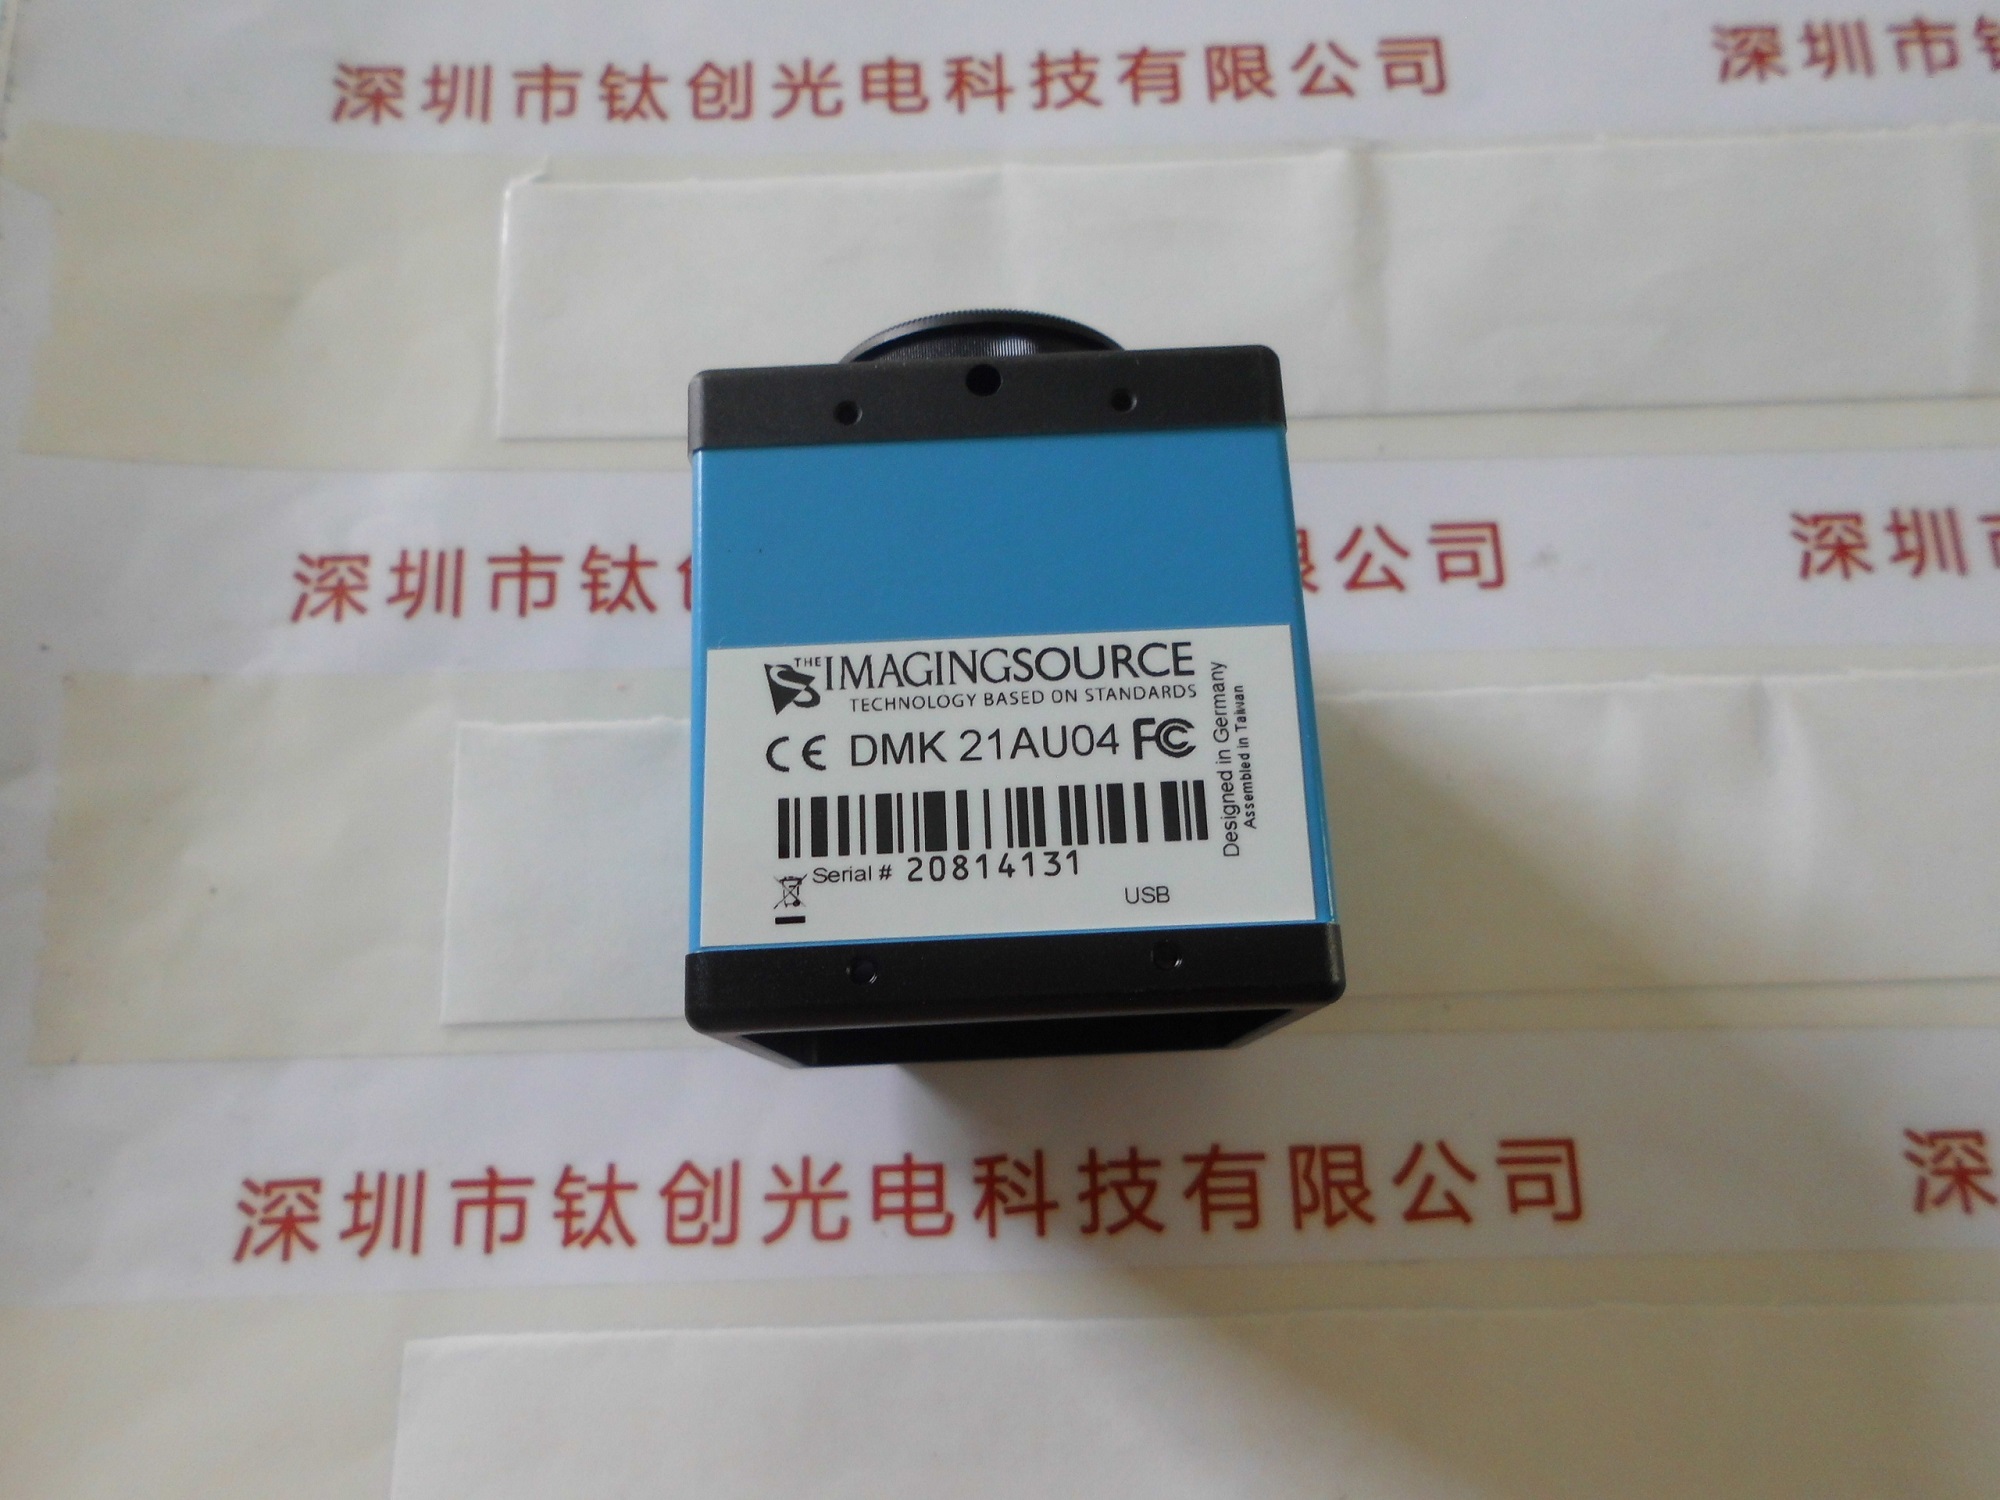 深圳市钛创光电科技有限公司
深圳市
深圳市钛
公司
深圳
THE IMAGINGSOURCE
TECHNOLOGY BASED ON STANDARDS
CE DMK 21AU04 FC
Designed in Germany
Assembled in Taiwan
Serial # 20814131
USB
深圳市钛创光电科技有限公司
深